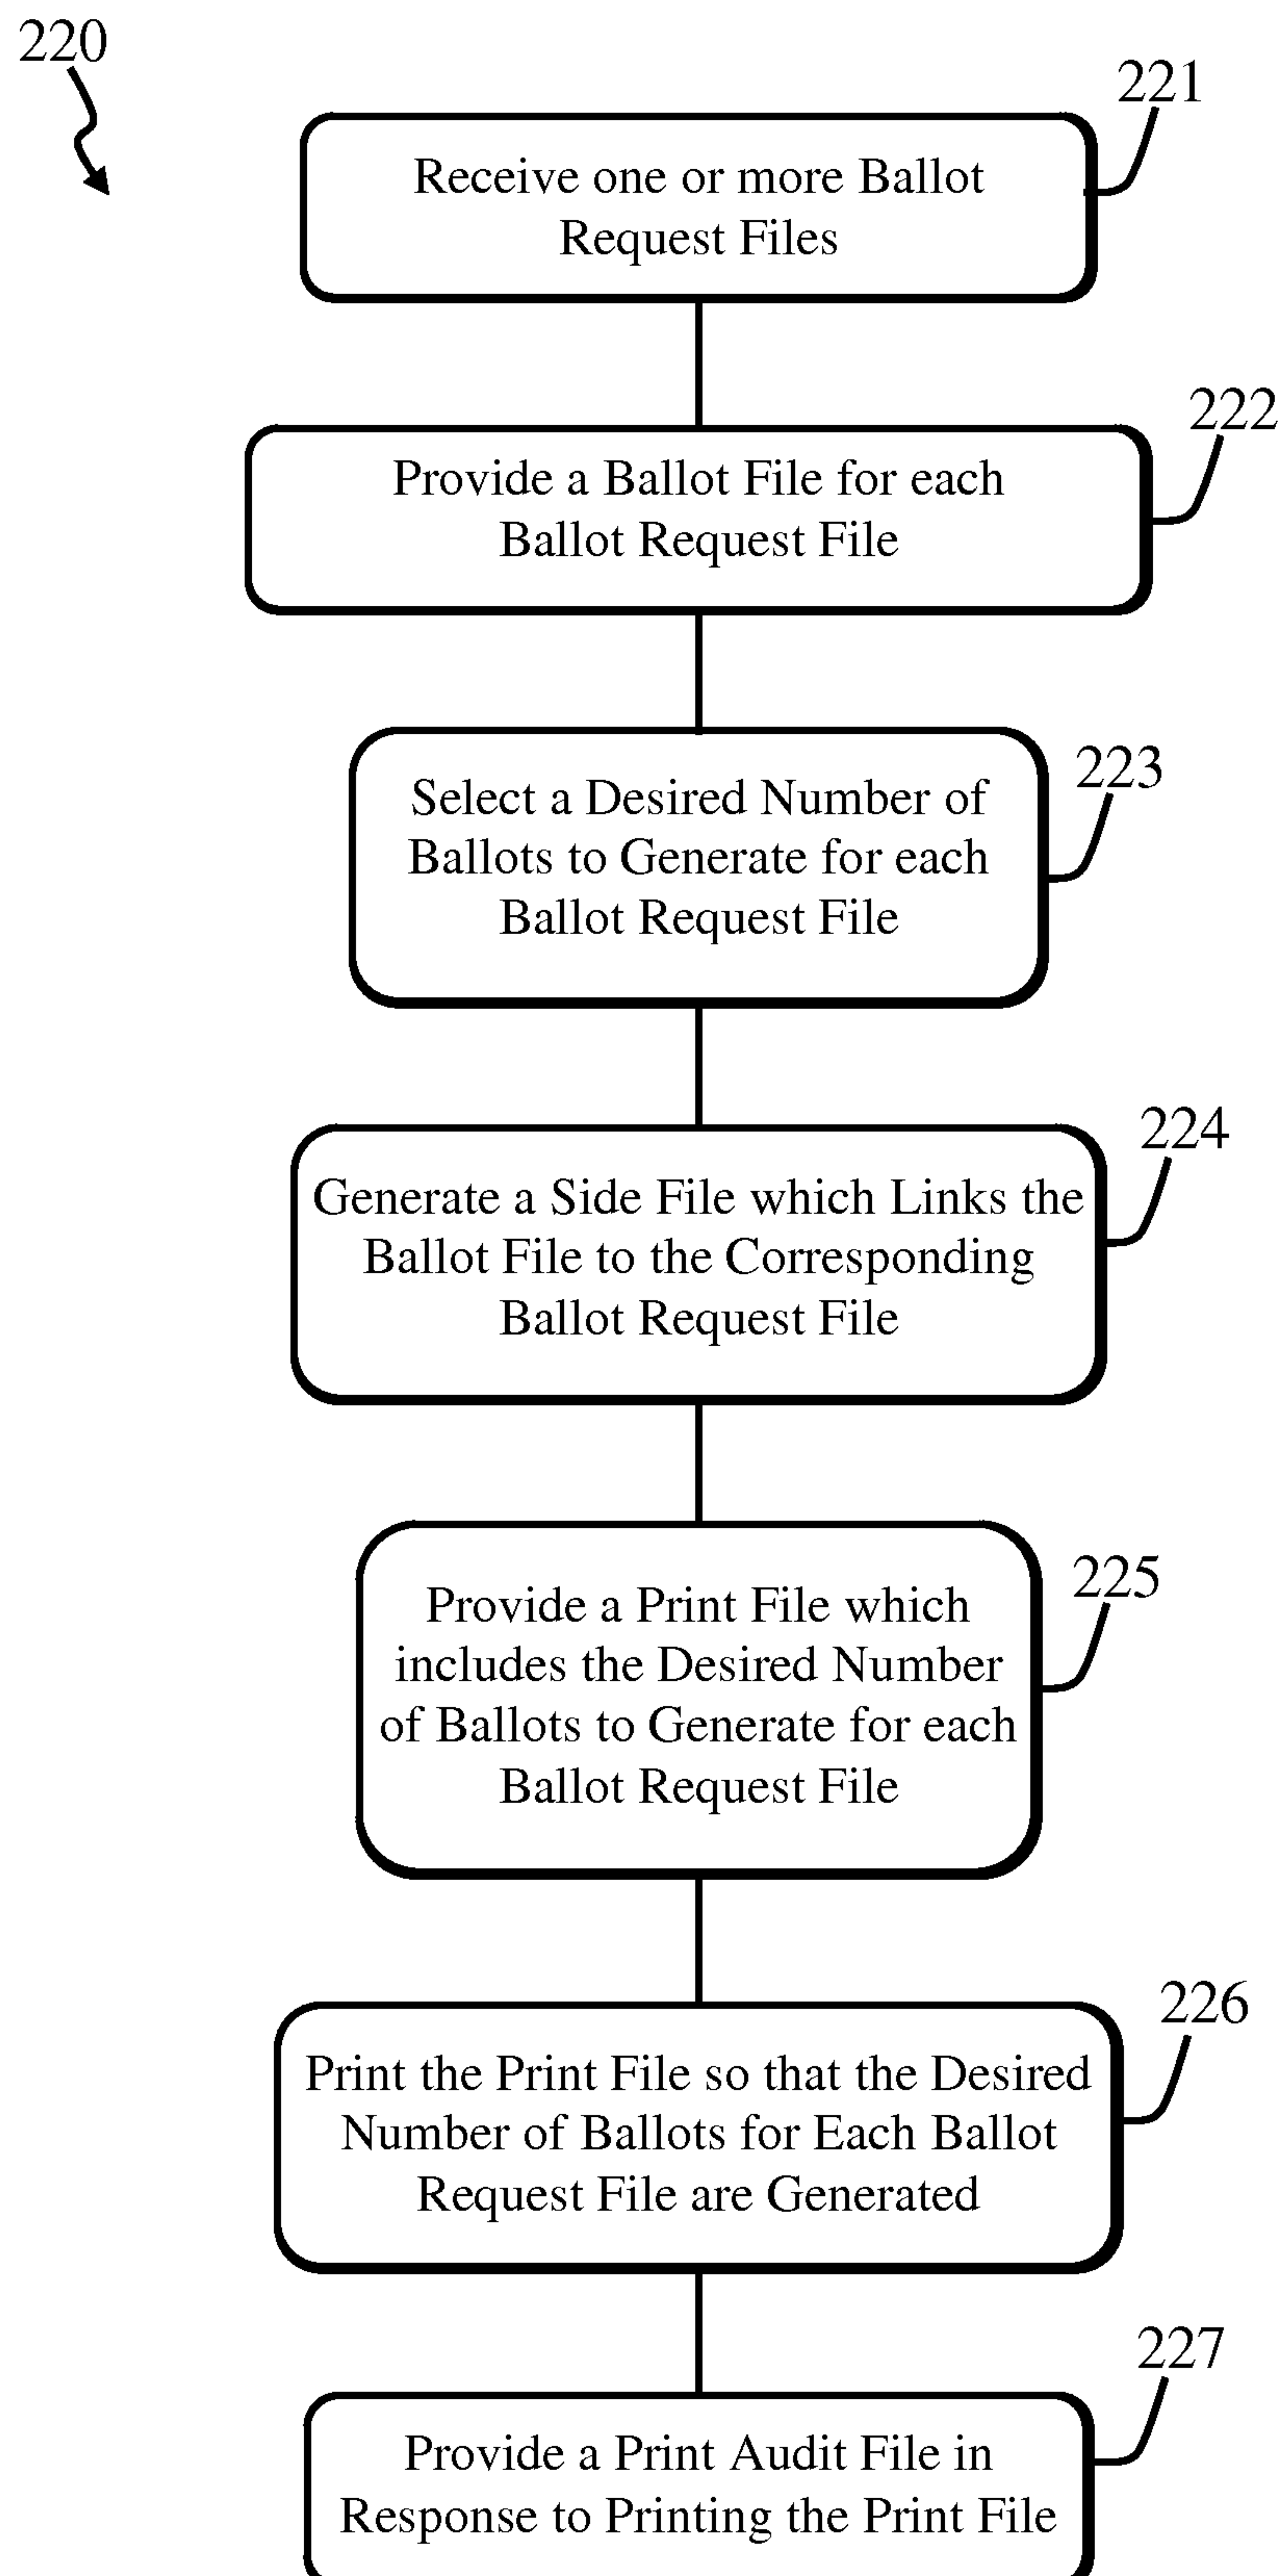 220
221
Receive one or more Ballot
Request Files
222
Provide a Ballot File for each
Ballot Request File
223
Select a Desired Number of
Ballots to Generate for each
Ballot Request File
224
Generate a Side File which Links the
Ballot File to the Corresponding
Ballot Request File
225
Provide a Print File which
includes the Desired Number
of Ballots to Generate for each
Ballot Request File
226
Print the Print File so that the Desired
Number of Ballots for Each Ballot
Request File are Generated
227
Provide a Print Audit File in
Response to Printing the Print File